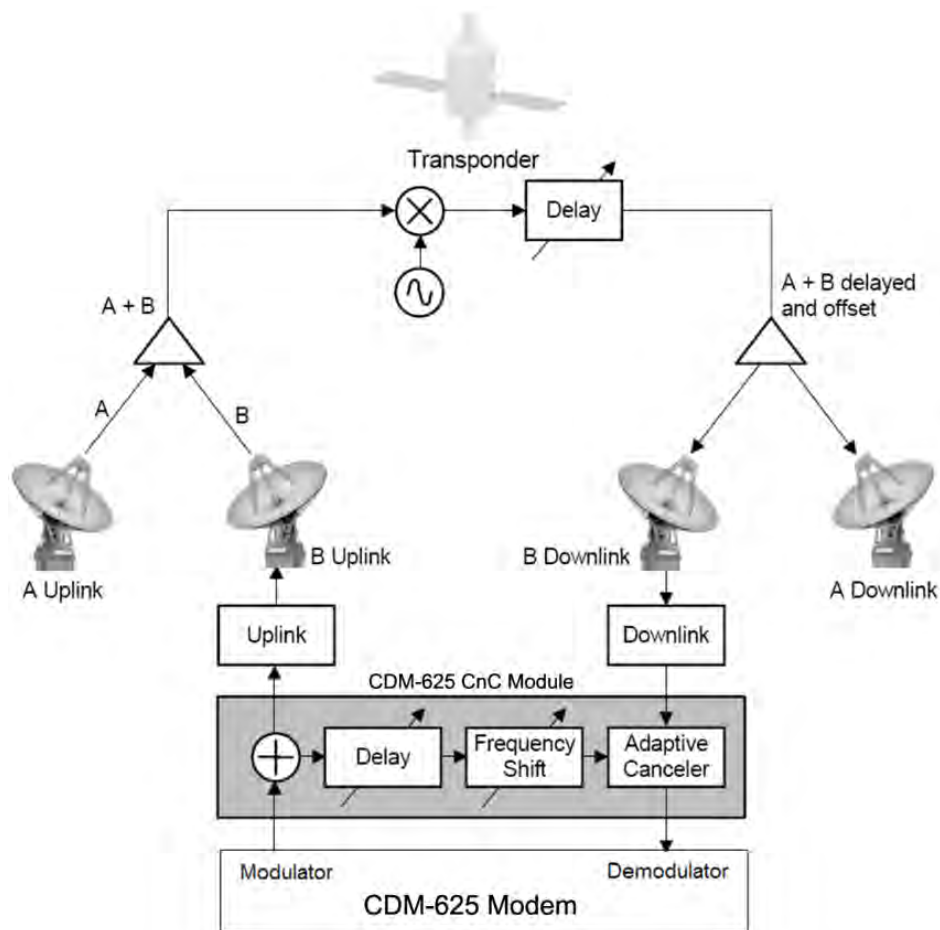 Transponder
Delay
A + B
A + B delayed
and offset
A
B
A Uplink
B Uplink
B Downlink
A Downlink
Uplink
Downlink
CDM-625 CnC Module
Delay
Frequency
Shift
Adaptive
Canceler
Modulator
Demodulator
CDM-625 Modem